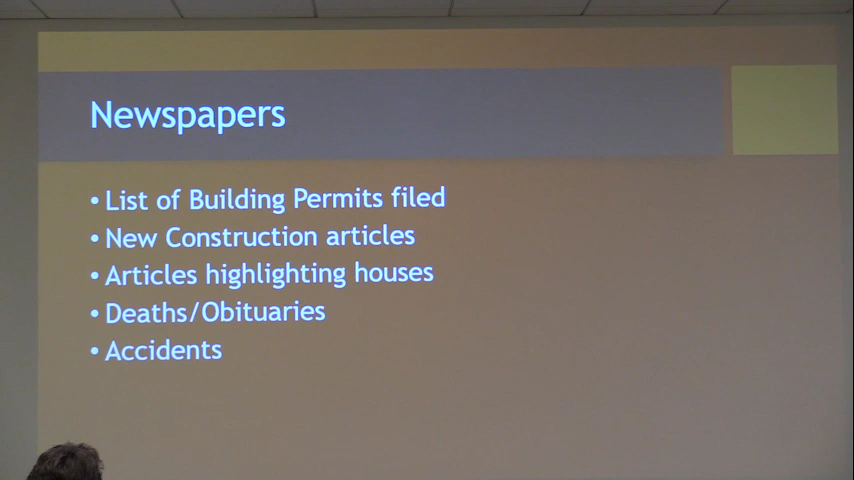 Newspapers
• List of Building Permits filed
• New Construction articles
• Articles highlighting houses
• Deaths/Obituaries
• Accidents